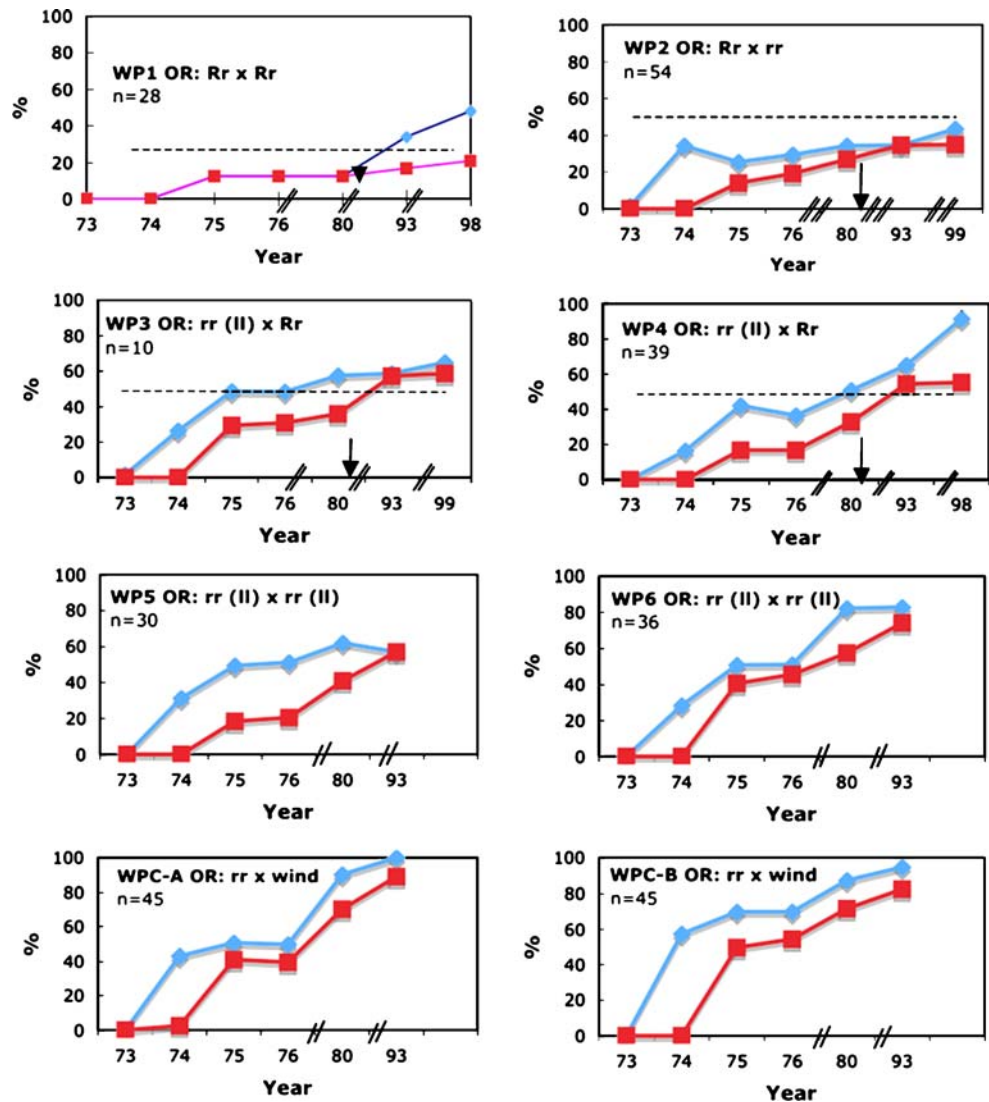 %
100
80
60
40
20
0
WP1 OR: Rr x Rr
n=28
73 74 75 76 80 93 98
Year
%
100
80
60
40
20
0
WP2 OR: Rr x rr
n=54
73 74 75 76 80 93 99
Year
%
100
80
60
40
20
0
WP3 OR: rr (II) x Rr
n=10
73 74 75 76 80 93 99
Year
%
100
80
60
40
20
0
WP4 OR: rr (II) x Rr
n=39
73 74 75 76 80 93 98
Year
%
100
80
60
40
20
0
WP5 OR: rr (II) x rr (II)
n=30
73 74 75 76 80 93
Year
%
100
80
60
40
20
0
WP6 OR: rr (II) x rr (II)
n=36
73 74 75 76 80 93
Year
%
100
80
60
40
20
0
WPC-A OR: rr x wind
n=45
73 74 75 76 80 93
Year
%
100
80
60
40
20
0
WPC-B OR: rr x wind
n=45
73 74 75 76 80 93
Year